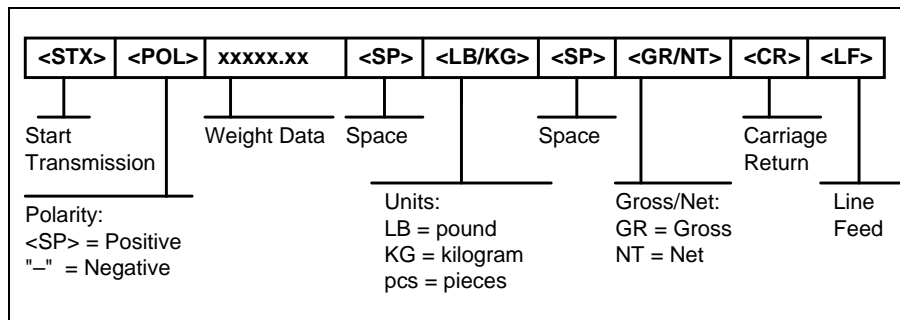 <STX> <POL> xxxxx.xx <SP> <LB/KG> <SP> <GR/NT> <CR> <LF>
Start
Transmission
Weight Data
Space
Space
Carriage
Return
Polarity:
<SP> = Positive
"–" = Negative
Units:
LB = pound
KG = kilogram
pcs = pieces
Gross/Net:
GR = Gross
NT = Net
Line
Feed